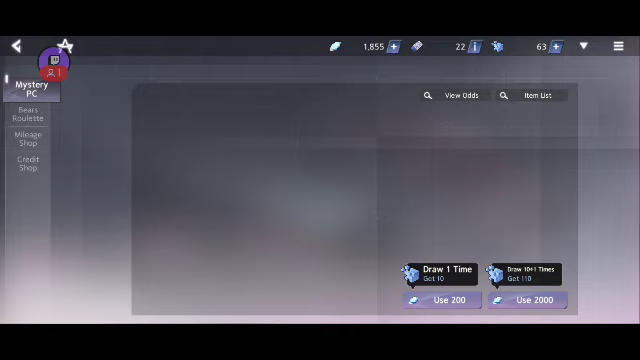 1,855
22
63
1
Mystery
PC
Bears
Roulette
Mileage
Shop
Credit
Shop
View Odds
Item List
Draw 1 Time
Get 10
Draw 10+1 Times
Get 110
Use 200
Use 2000